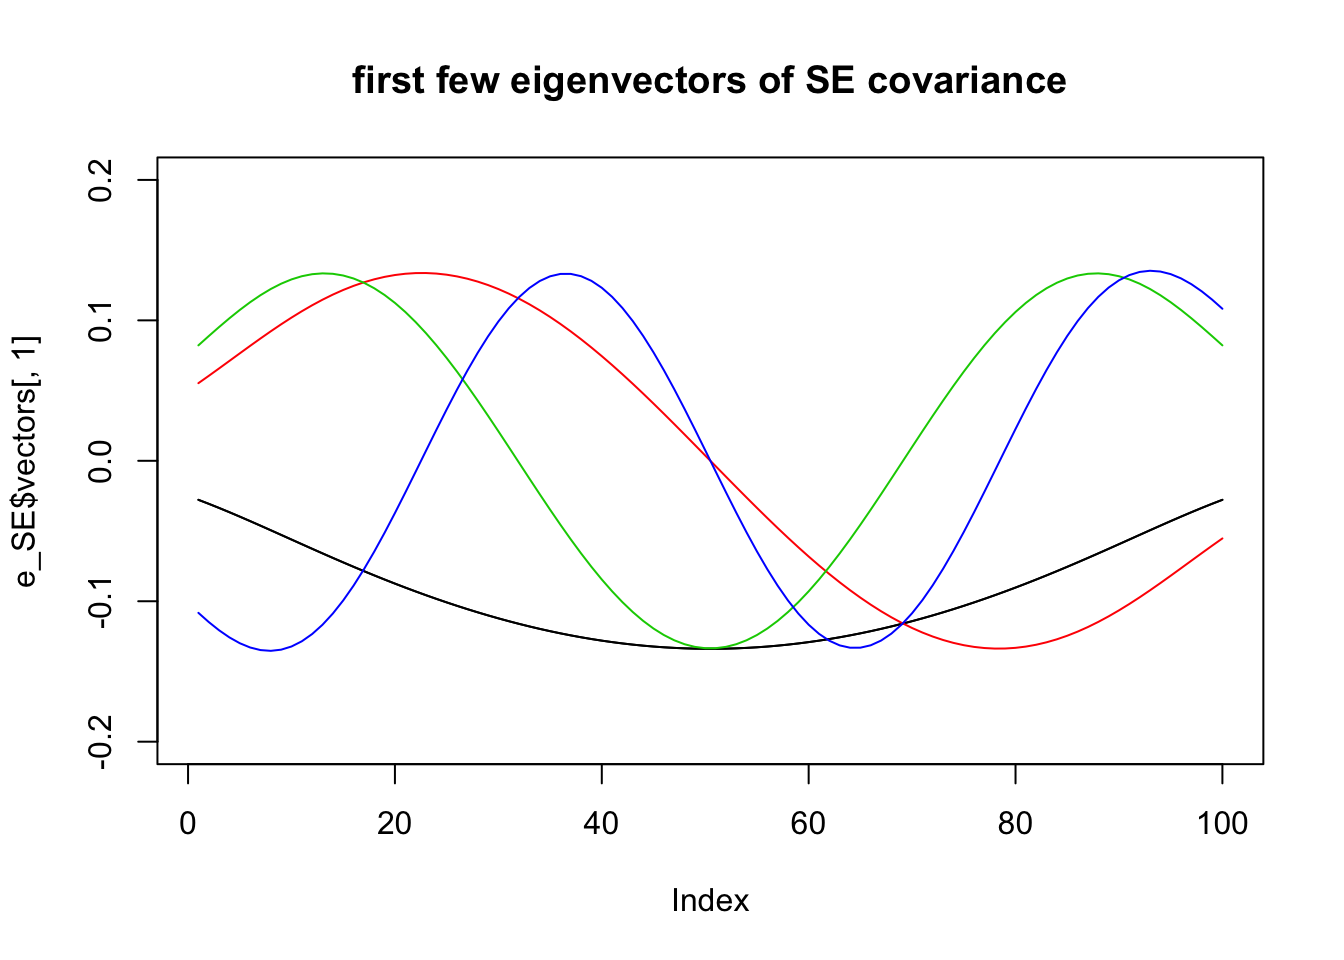 first few eigenvectors of SE covariance
e_SE$vectors[, 1]
0.2
0.1
0.0
-0.1
-0.2
0 20 40 60 80 100
Index